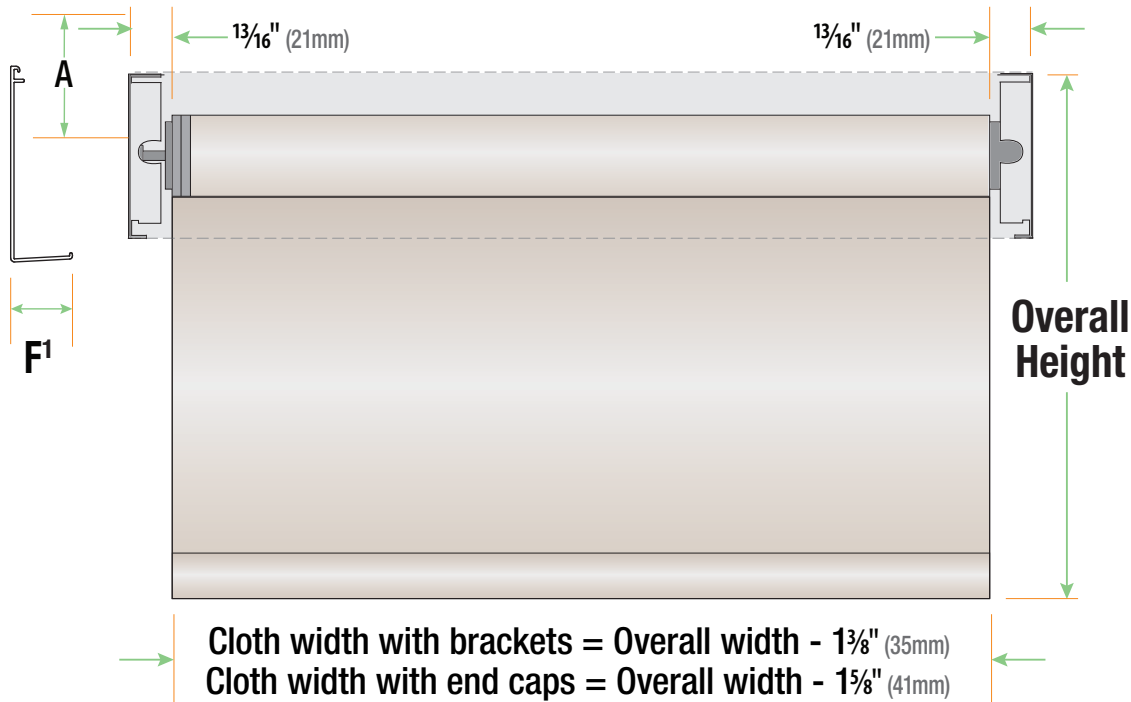 13⁄16" (21mm)
13⁄16" (21mm)
A
F¹
Overall
Height
Cloth width with brackets = Overall width - 1⅜" (35mm)
Cloth width with end caps = Overall width - 1⅝" (41mm)